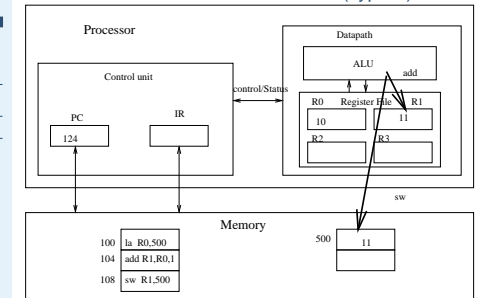 Processor
Datapath
ALU
add
Control unit
control/Status
R0 Register File R1
PC
IR
10
11
124
R2
R3
sw
Memory
500
11
100 la R0,500
104 add R1,R0,1
108 sw R1,500